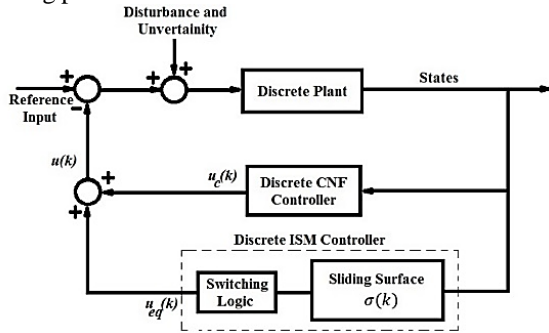 Disturbance and
Unvertainity
+
+
+
+
Reference
Input
−
Discrete Plant
States
u(k)
+
+
u_c(k)
Discrete CNF
Controller
Discrete ISM Controller
u_eq(k)
Switching
Logic
Sliding Surface
σ(k)